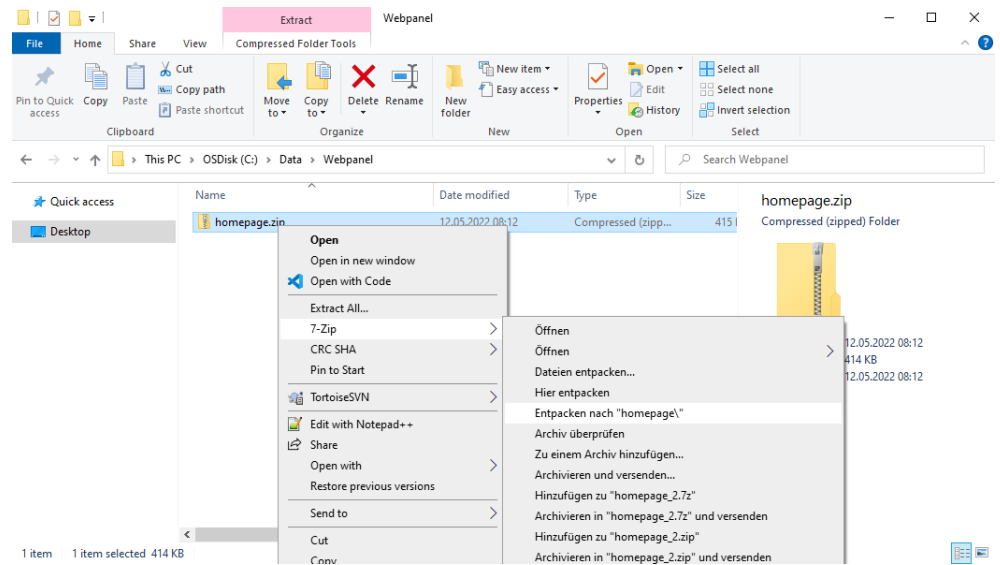 Extract
Webpanel
File
Home
Share
View
Compressed Folder Tools
Pin to Quick access
Copy
Paste
Cut
Copy path
Paste shortcut
Clipboard
Move to
Copy to
Delete
Rename
Organize
New folder
New item
Easy access
New
Properties
Open
Edit
History
Open
Select all
Select none
Invert selection
Select
This PC > OSDisk (C:) > Data > Webpanel
Search Webpanel
Quick access
Desktop
Name
Date modified
Type
Size
homepage.zip
12.05.2022 08:12
Compressed (zipp...
415
homepage.zip
Compressed (zipped) Folder
12.05.2022 08:12
414 KB
12.05.2022 08:12
Open
Open in new window
Open with Code
Extract All...
7-Zip
CRC SHA
Pin to Start
TortoiseSVN
Edit with Notepad++
Share
Open with
Restore previous versions
Send to
Cut
Copy
Öffnen
Öffnen
Dateien entpacken...
Hier entpacken
Entpacken nach "homepage\"
Archiv überprüfen
Zu einem Archiv hinzufügen...
Archivieren und versenden...
Hinzufügen zu "homepage_2.7z"
Archivieren in "homepage_2.7z" und versenden
Hinzufügen zu "homepage_2.zip"
Archivieren in "homepage_2.zip" und versenden
1 item
1 item selected 414 KB